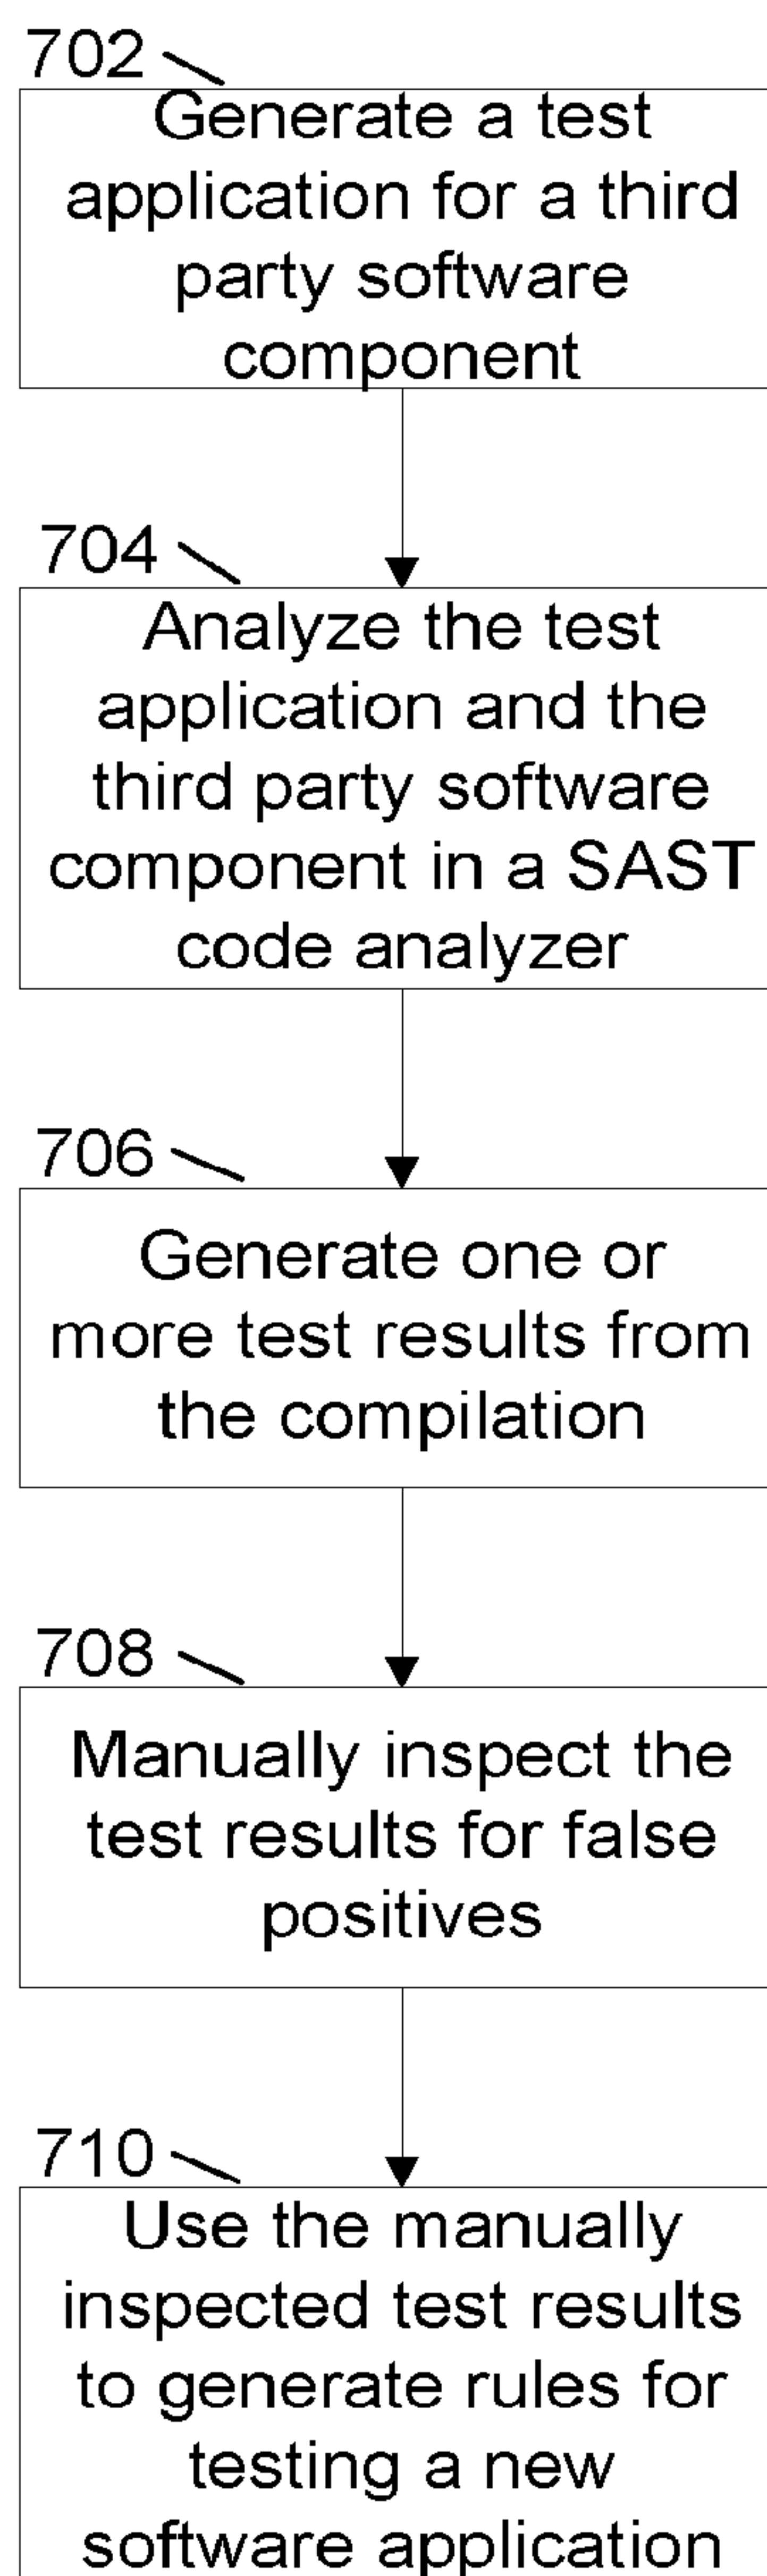 702
Generate a test
application for a third
party software
component
704
Analyze the test
application and the
third party software
component in a SAST
code analyzer
706
Generate one or
more test results from
the compilation
708
Manually inspect the
test results for false
positives
710
Use the manually
inspected test results
to generate rules for
testing a new
software application